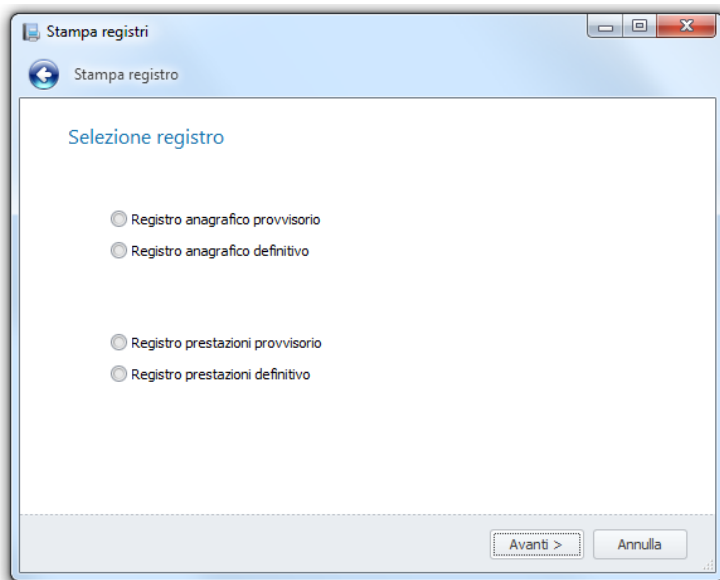 Stampa registri
Stampa registro
Selezione registro
Registro anagrafico provvisorio
Registro anagrafico definitivo
Registro prestazioni provvisorio
Registro prestazioni definitivo
Avanti > Annulla